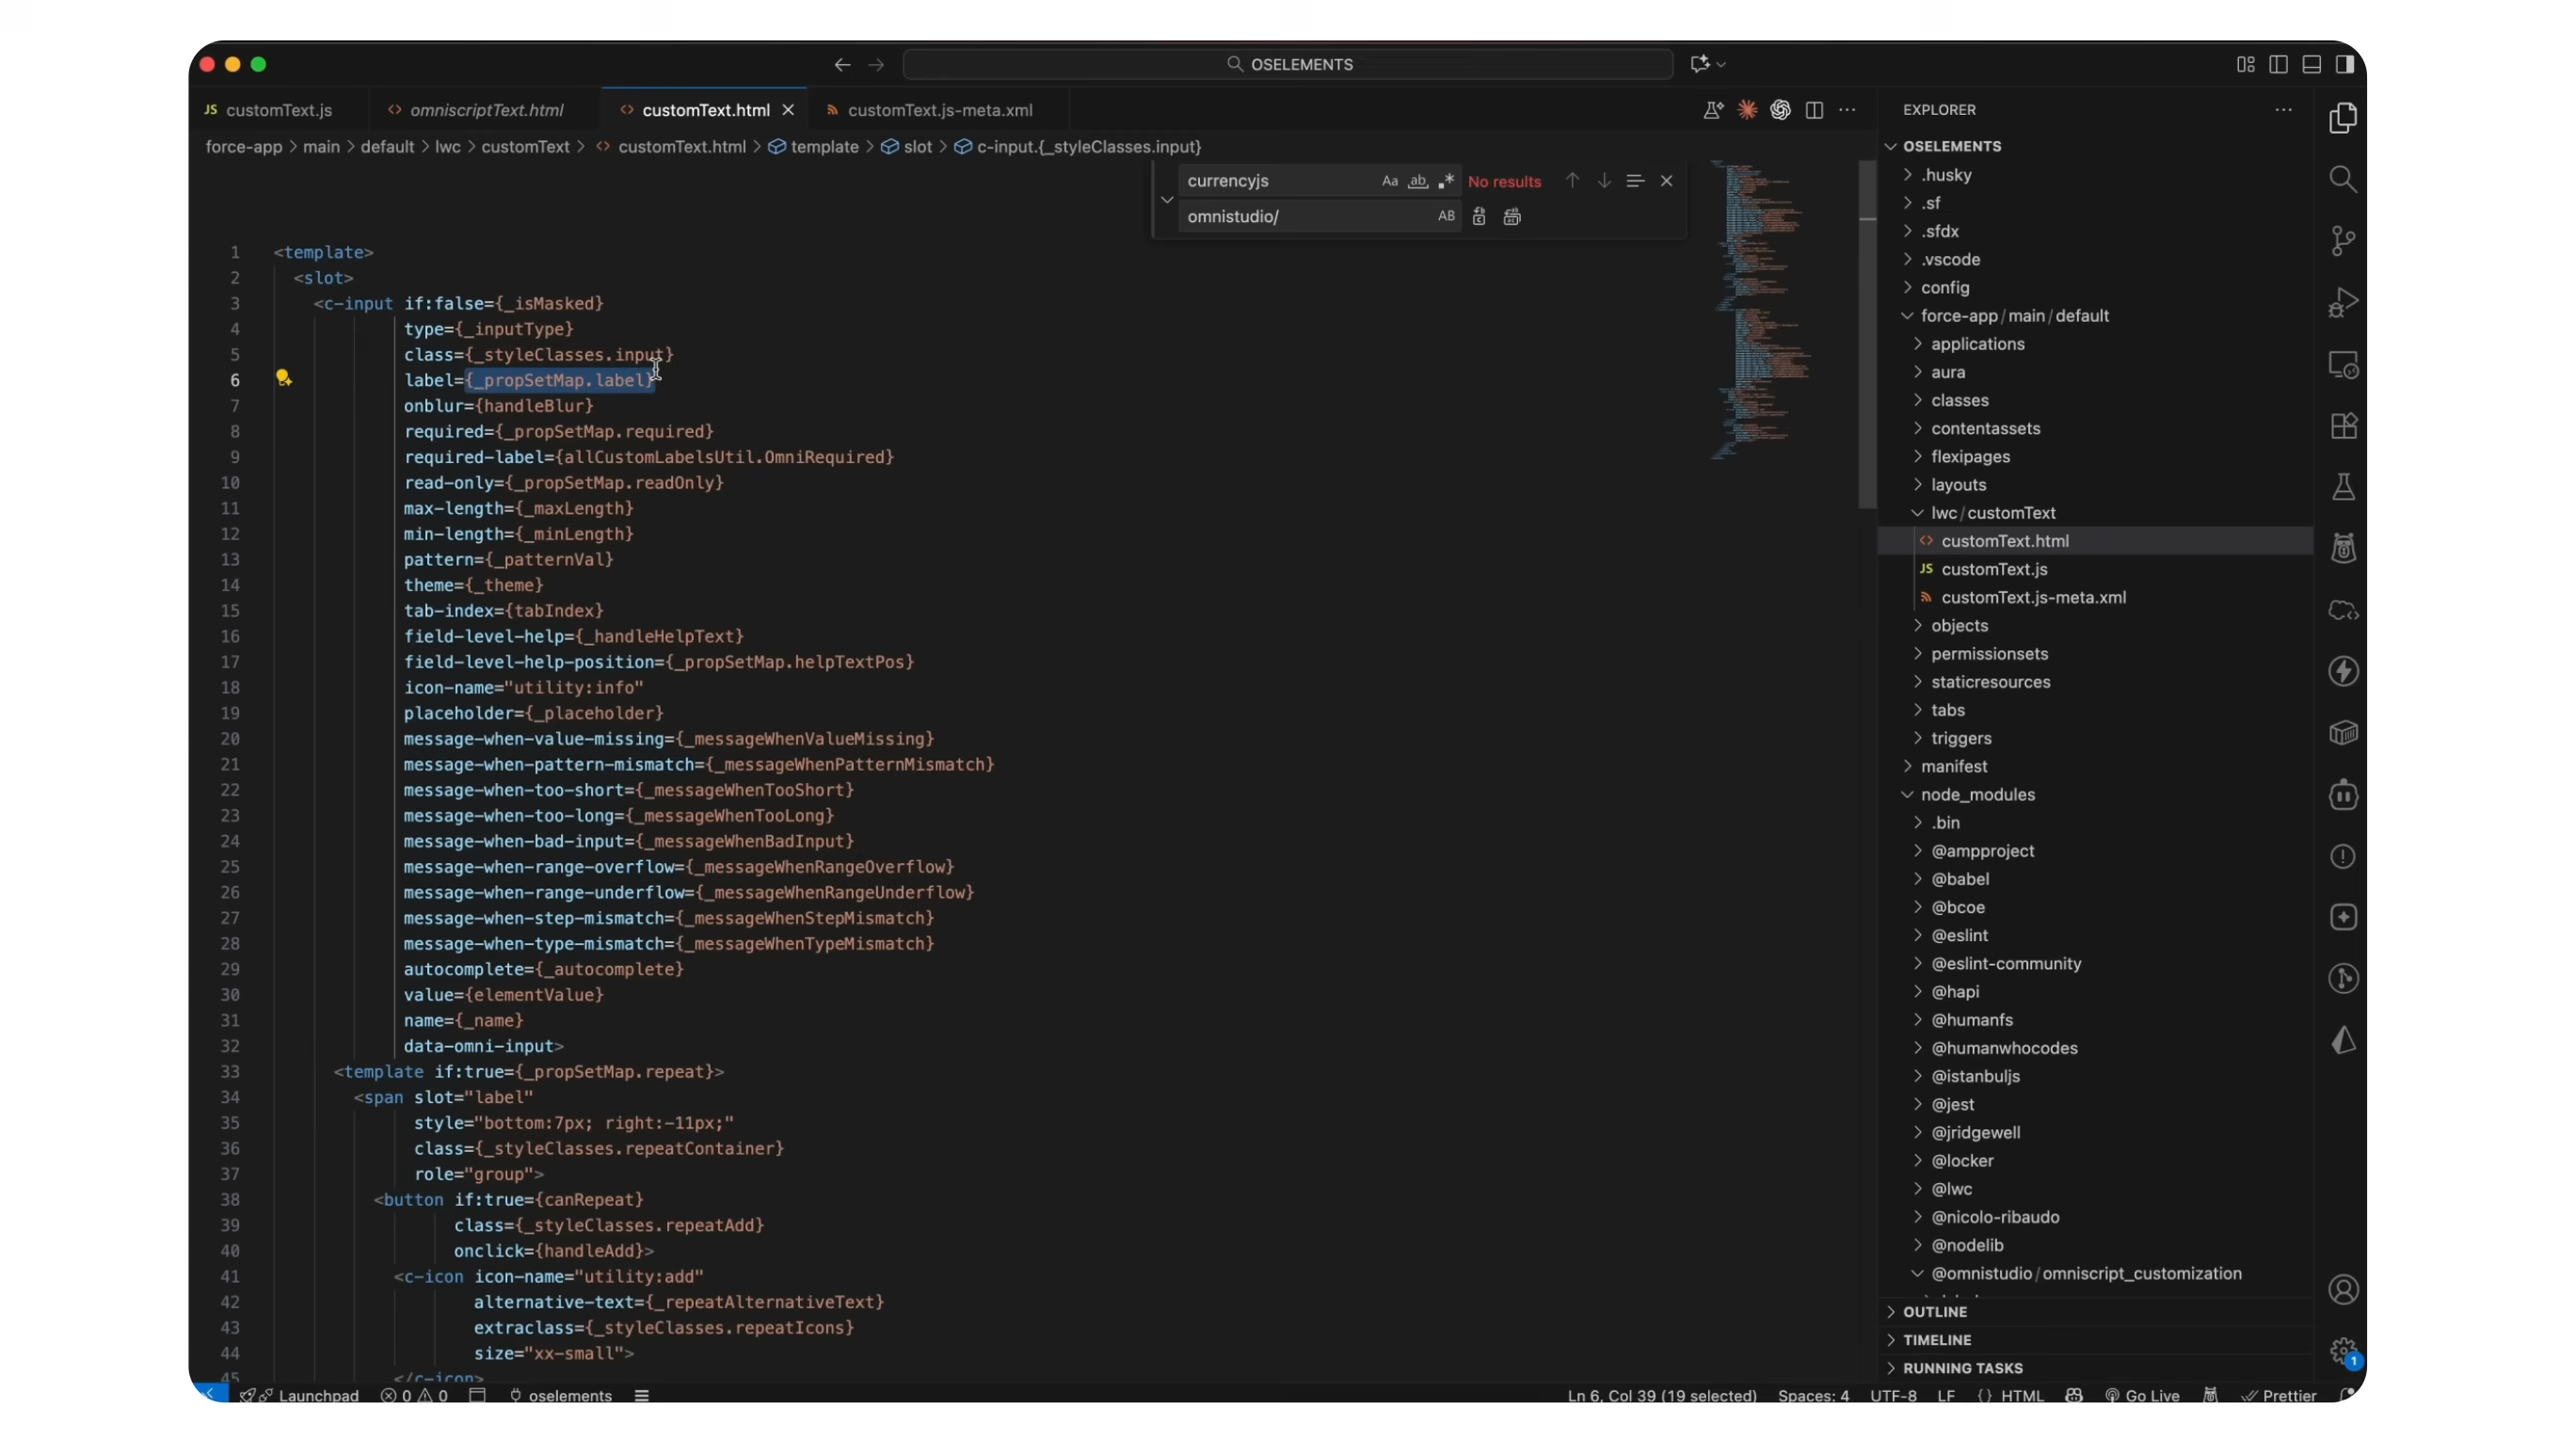 OSELEMENTS
customText.js
omniscriptText.html
customText.html
customText.js-meta.xml
force-app > main > default > lwc > customText > customText.html > template > slot > c-input.{_styleClasses.input}
currencyjs
Aa
ab
No results
omnistudio/
AB
1 <template>
2 <slot>
3 <c-input if:false={_isMasked}
4 type={_inputType}
5 class={_styleClasses.input}
6 label={_propSetMap.label}
7 onblur={handleBlur}
8 required={_propSetMap.required}
9 required-label={allCustomLabelsUtil.OmniRequired}
10 read-only={_propSetMap.readOnly}
11 max-length={_maxLength}
12 min-length={_minLength}
13 pattern={_patternVal}
14 theme={_theme}
15 tab-index={tabIndex}
16 field-level-help={_handleHelpText}
17 field-level-help-position={_propSetMap.helpTextPos}
18 icon-name="utility:info"
19 placeholder={_placeholder}
20 message-when-value-missing={_messageWhenValueMissing}
21 message-when-pattern-mismatch={_messageWhenPatternMismatch}
22 message-when-too-short={_messageWhenTooShort}
23 message-when-too-long={_messageWhenTooLong}
24 message-when-bad-input={_messageWhenBadInput}
25 message-when-range-overflow={_messageWhenRangeOverflow}
26 message-when-range-underflow={_messageWhenRangeUnderflow}
27 message-when-step-mismatch={_messageWhenStepMismatch}
28 message-when-type-mismatch={_messageWhenTypeMismatch}
29 autocomplete={_autocomplete}
30 value={elementValue}
31 name={_name}
32 data-omni-input>
33 <template if:true={_propSetMap.repeat}>
34 <span slot="label"
35 style="bottom:7px; right:-11px;"
36 class={_styleClasses.repeatContainer}
37 role="group">
38 <button if:true={canRepeat}
39 class={_styleClasses.repeatAdd}
40 onclick={handleAdd}>
41 <c-icon icon-name="utility:add"
42 alternative-text={_repeatAlternativeText}
43 extraclass={_styleClasses.repeatIcons}
44 size="xx-small">
45 </c-icon>
EXPLORER
OSELEMENTS
.husky
.sf
.sfdx
.vscode
config
force-app/main/default
applications
aura
classes
contentassets
flexipages
layouts
lwc/customText
customText.html
customText.js
customText.js-meta.xml
objects
permissionsets
staticresources
tabs
triggers
manifest
node_modules
.bin
@ampproject
@babel
@bcoe
@eslint
@eslint-community
@hapi
@humanfs
@humanwhocodes
@istanbuljs
@jest
@jridgewell
@locker
@lwc
@nicolo-ribaudo
@nodelib
@omnistudio/omniscript_customization
OUTLINE
TIMELINE
RUNNING TASKS
1
Launchpad 0 0 oselements
Ln 6, Col 39 (19 selected) Spaces: 4 UTF-8 LF {} HTML Go Live Prettier